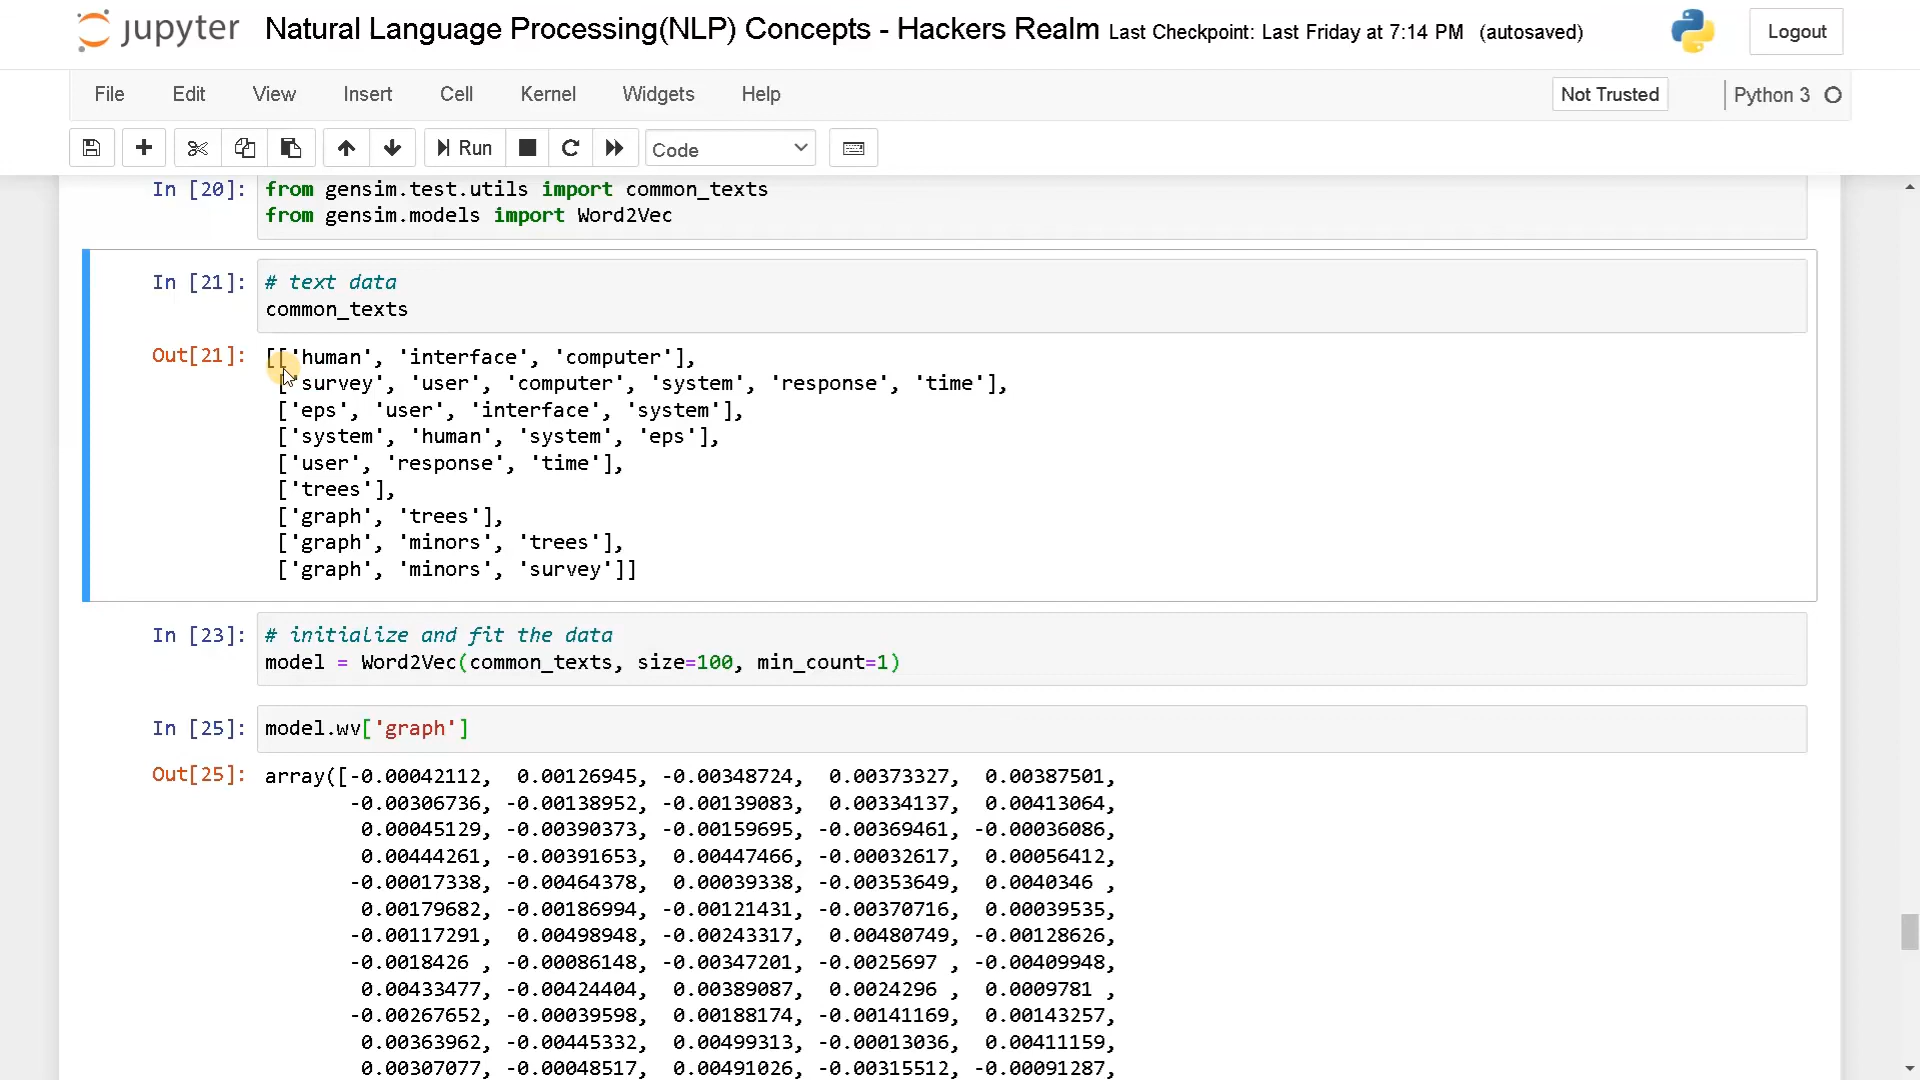 jupyter Natural Language Processing(NLP) Concepts - Hackers Realm Last Checkpoint: Last Friday at 7:14 PM (autosaved) Logout
File Edit View Insert Cell Kernel Widgets Help Not Trusted Python 3
Run Code
In [20]: from gensim.test.utils import common_texts
from gensim.models import Word2Vec
In [21]: # text data
common_texts
Out[21]: [['human', 'interface', 'computer'],
['survey', 'user', 'computer', 'system', 'response', 'time'],
['eps', 'user', 'interface', 'system'],
['system', 'human', 'system', 'eps'],
['user', 'response', 'time'],
['trees'],
['graph', 'trees'],
['graph', 'minors', 'trees'],
['graph', 'minors', 'survey']]
In [23]: # initialize and fit the data
model = Word2Vec(common_texts, size=100, min_count=1)
In [25]: model.wv['graph']
Out[25]: array([-0.00042112, 0.00126945, -0.00348724, 0.00373327, 0.00387501,
-0.00306736, -0.00138952, -0.00139083, 0.00334137, 0.00413064,
0.00045129, -0.00390373, -0.00159695, -0.00369461, -0.00036086,
0.00444261, -0.00391653, 0.00447466, -0.00032617, 0.00056412,
-0.00017338, -0.00464378, 0.00039338, -0.00353649, 0.0040346 ,
0.00179682, -0.00186994, -0.00121431, -0.00370716, 0.00039535,
-0.00117291, 0.00498948, -0.00243317, 0.00480749, -0.00128626,
-0.0018426 , -0.00086148, -0.00347201, -0.0025697 , -0.00409948,
0.00433477, -0.00424404, 0.00389087, 0.0024296 , 0.0009781 ,
-0.00267652, -0.00039598, 0.00188174, -0.00141169, 0.00143257,
0.00363962, -0.00445332, 0.00499313, -0.00013036, 0.00411159,
0.00307077, -0.00048517, 0.00491026, -0.00315512, -0.00091287,